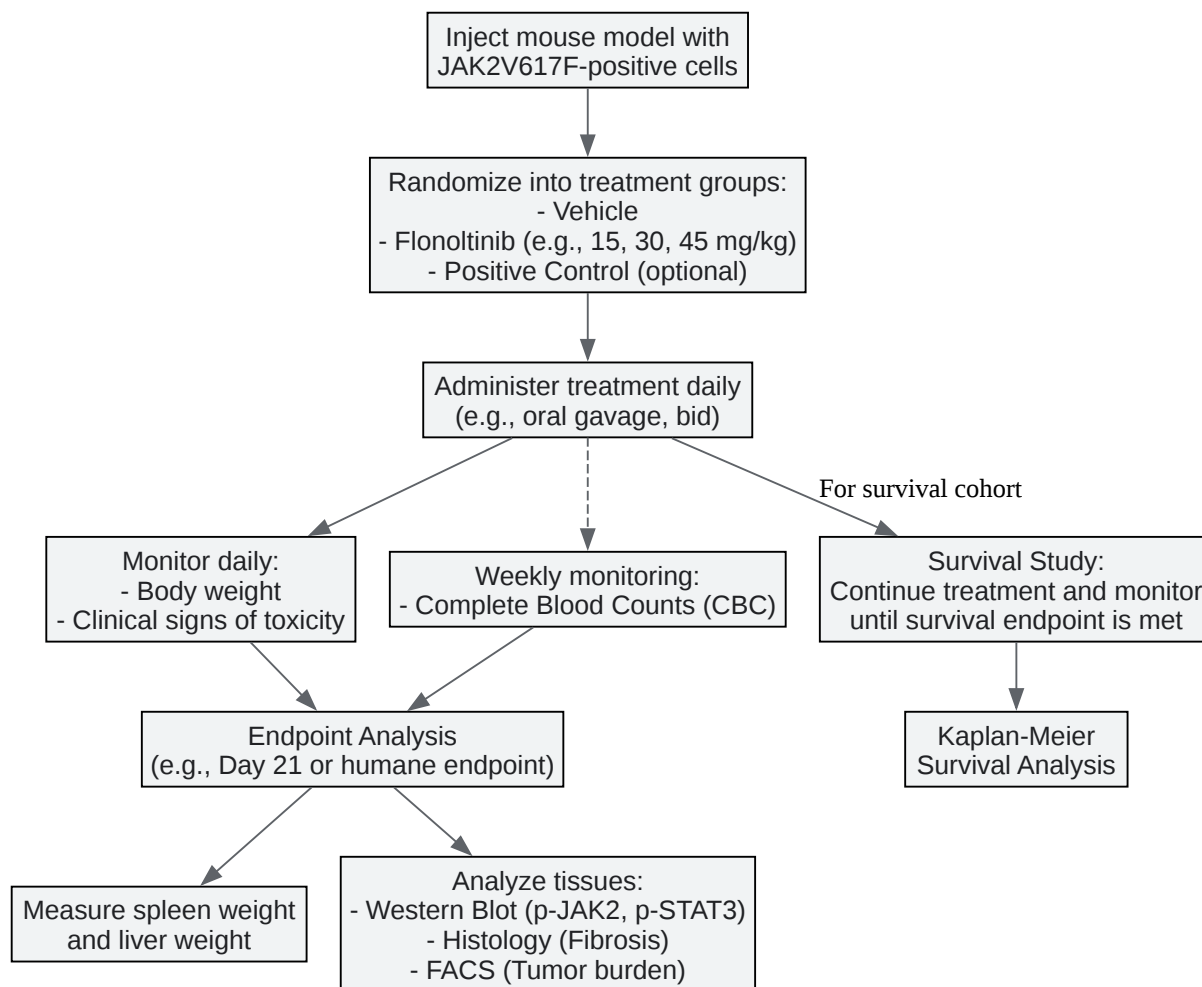 Inject mouse model with
JAK2V617F-positive cells
Randomize into treatment groups:
- Vehicle
- Flonoltinib (e.g., 15, 30, 45 mg/kg)
- Positive Control (optional)
Administer treatment daily
(e.g., oral gavage, bid)
For survival cohort
Monitor daily:
- Body weight
- Clinical signs of toxicity
Weekly monitoring:
- Complete Blood Counts (CBC)
Survival Study:
Continue treatment and monitor
until survival endpoint is met
Endpoint Analysis
(e.g., Day 21 or humane endpoint)
Kaplan-Meier
Survival Analysis
Measure spleen weight
and liver weight
Analyze tissues:
- Western Blot (p-JAK2, p-STAT3)
- Histology (Fibrosis)
- FACS (Tumor burden)